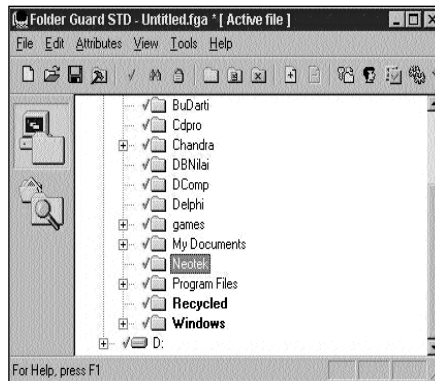 Folder Guard STD - Untitled.fga * [ Active file ]
File Edit Attributes View Tools Help
BuDarti
Cdpro
Chandra
DBNilai
DComp
Delphi
games
My Documents
Neotek
Program Files
Recycled
Windows
D:
For Help, press F1